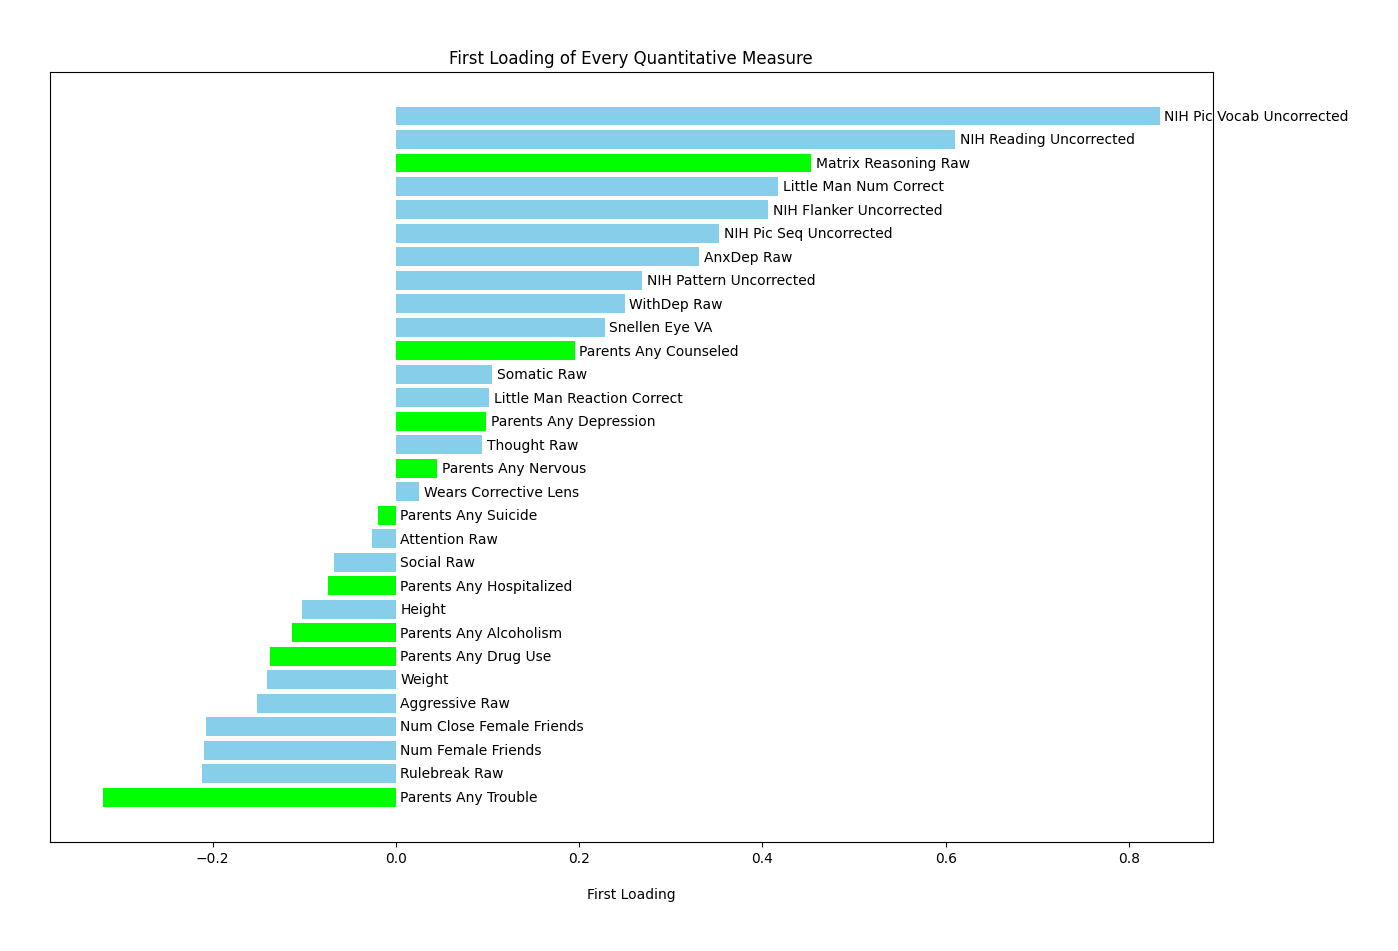 First Loading of Every Quantitative Measure
NIH Pic Vocab Uncorrected
NIH Reading Uncorrected
Matrix Reasoning Raw
Little Man Num Correct
NIH Flanker Uncorrected
NIH Pic Seq Uncorrected
AnxDep Raw
NIH Pattern Uncorrected
WithDep Raw
Snellen Eye VA
Parents Any Counseled
Somatic Raw
Little Man Reaction Correct
Parents Any Depression
Thought Raw
Parents Any Nervous
Wears Corrective Lens
Parents Any Suicide
Attention Raw
Social Raw
Parents Any Hospitalized
Height
Parents Any Alcoholism
Parents Any Drug Use
Weight
Aggressive Raw
Num Close Female Friends
Num Female Friends
Rulebreak Raw
Parents Any Trouble
−0.2 0.0 0.2 0.4 0.6 0.8
First Loading